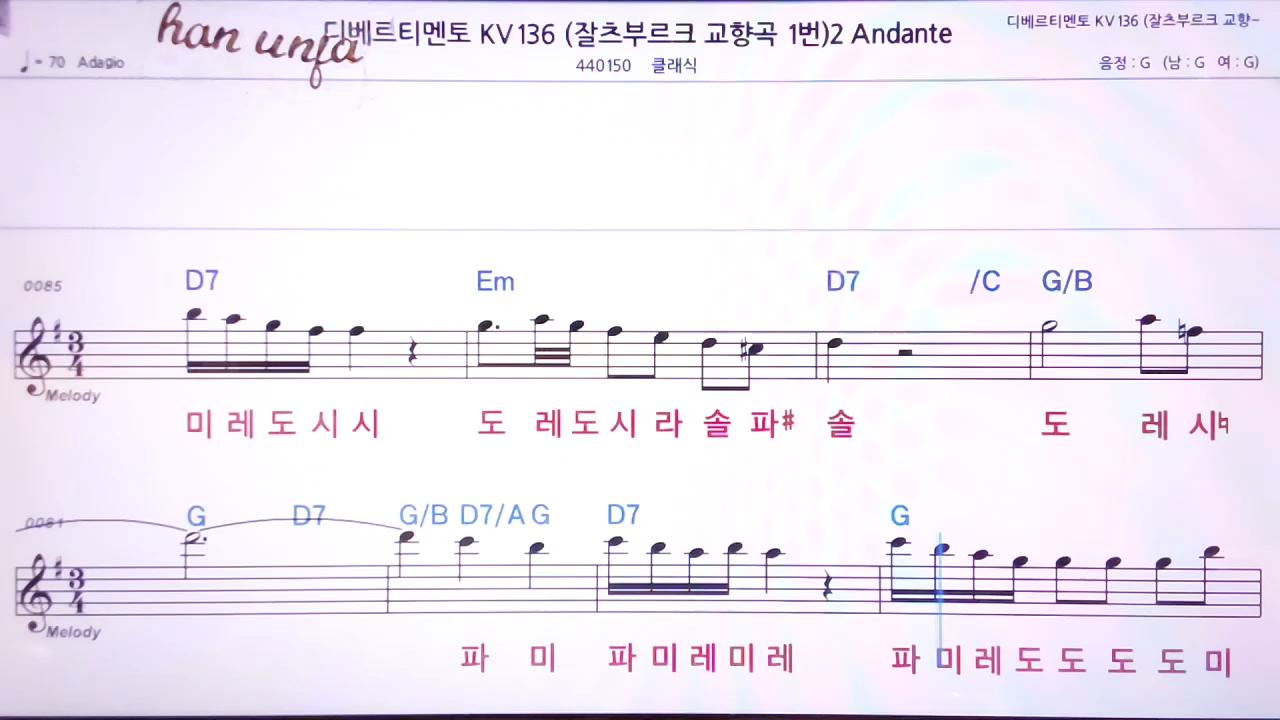 han unfa
디베르티멘토 KV 136 (잘츠부르크 교향곡 1번)2 Andante
디베르티멘토 KV 136 (잘츠부르크 교향~
♩ = 70 Adagio
440150 클래식
음정 : G (남 : G 여 : G)
0085
D7 Em D7 /C G/B
3/4
Melody
미 레 도 시 시 도 레 도 시 라 솔 파# 솔 도 레 시♮
0081
G D7 G/B D7/A G D7 G
3/4
Melody
파 미 파 미 레 미 레 파 미 레 도 도 도 도 미